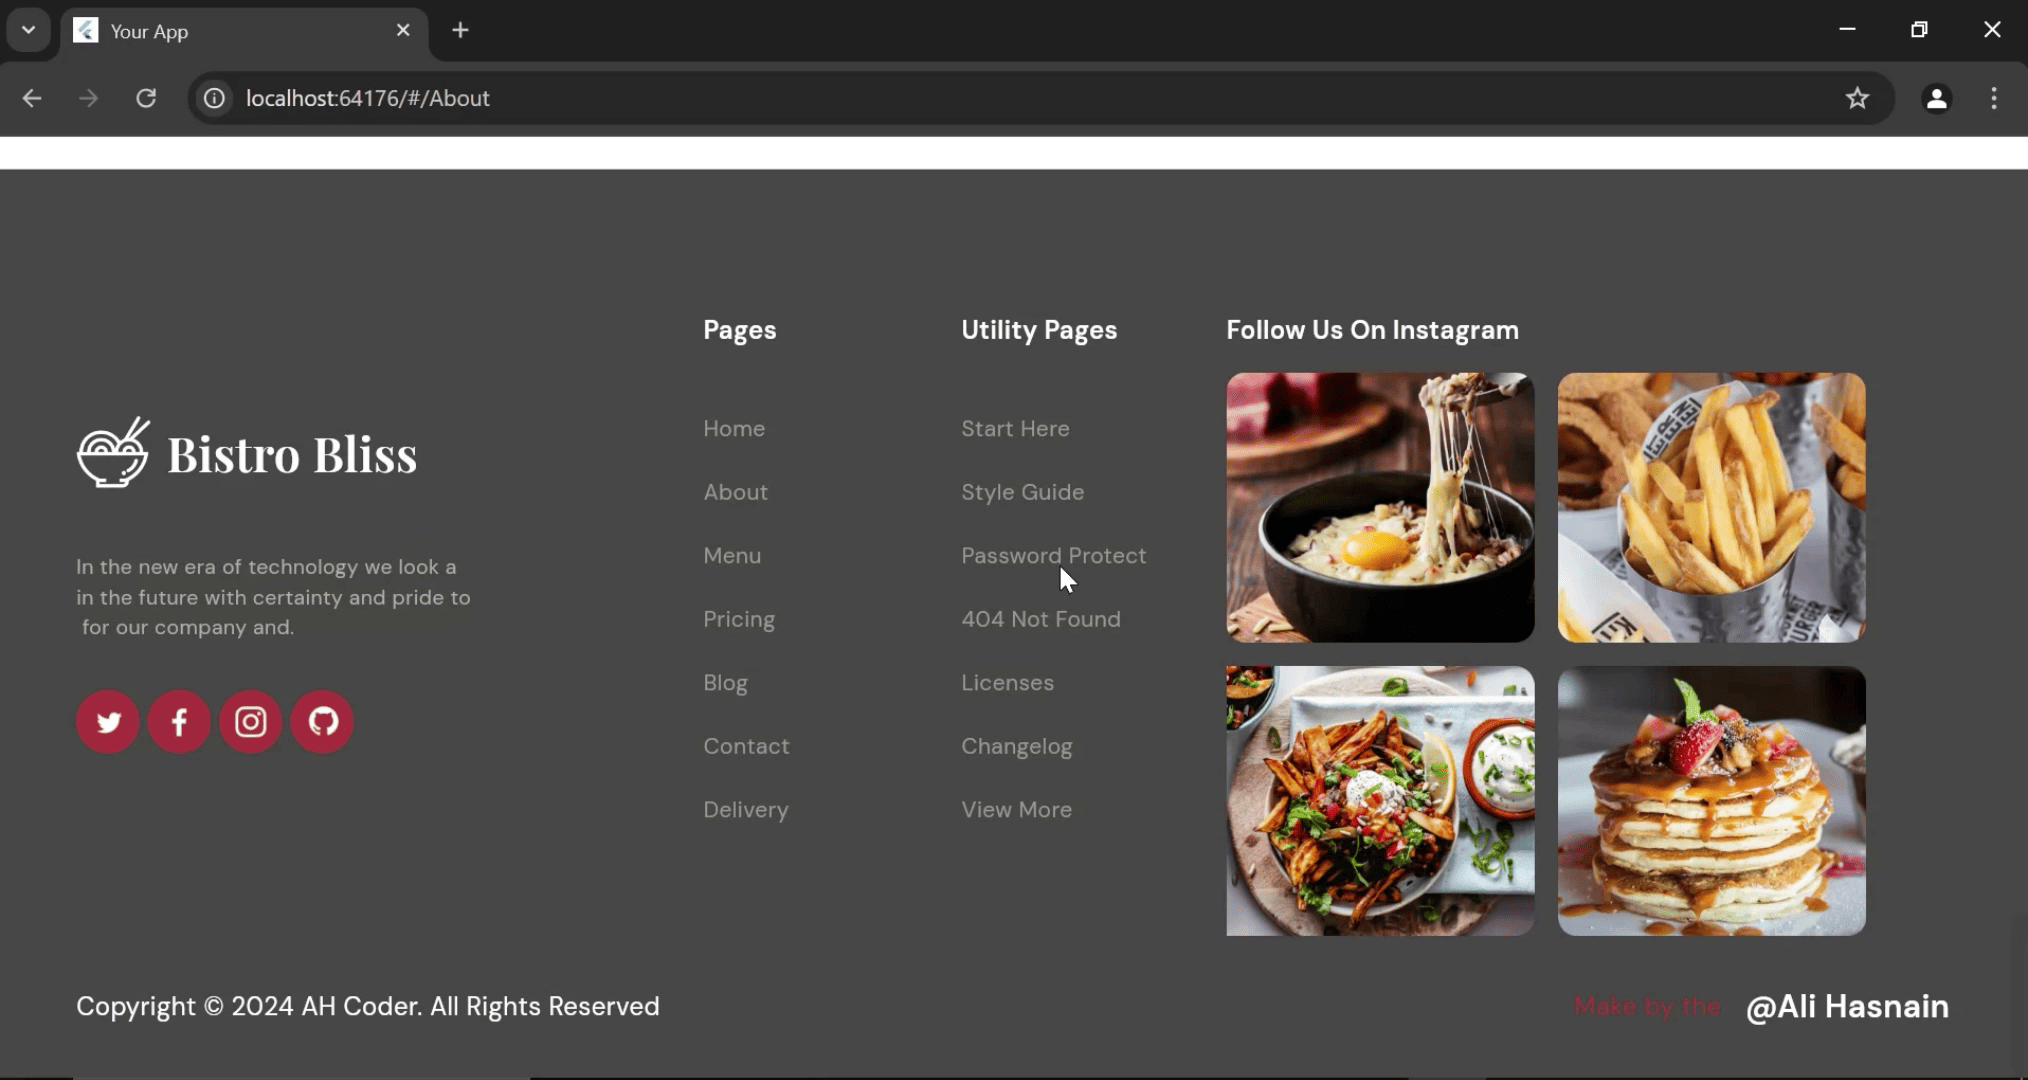 Your App
localhost:64176/#/About
Bistro Bliss
In the new era of technology we look a
in the future with certainty and pride to
for our company and.
Pages
Home
About
Menu
Pricing
Blog
Contact
Delivery
Utility Pages
Start Here
Style Guide
Password Protect
404 Not Found
Licenses
Changelog
View More
Follow Us On Instagram
Copyright © 2024 AH Coder. All Rights Reserved
Make by the @Ali Hasnain